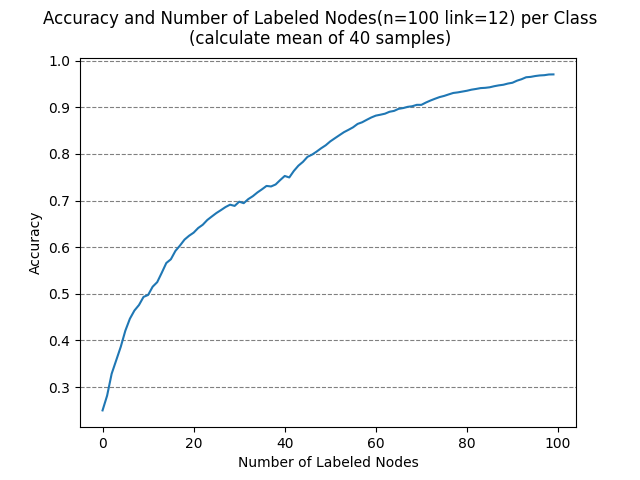 Accuracy and Number of Labeled Nodes(n=100 link=12) per Class
(calculate mean of 40 samples)
1.0
0.9
0.8
0.7
0.6
0.5
0.4
0.3
Accuracy
0 20 40 60 80 100
Number of Labeled Nodes